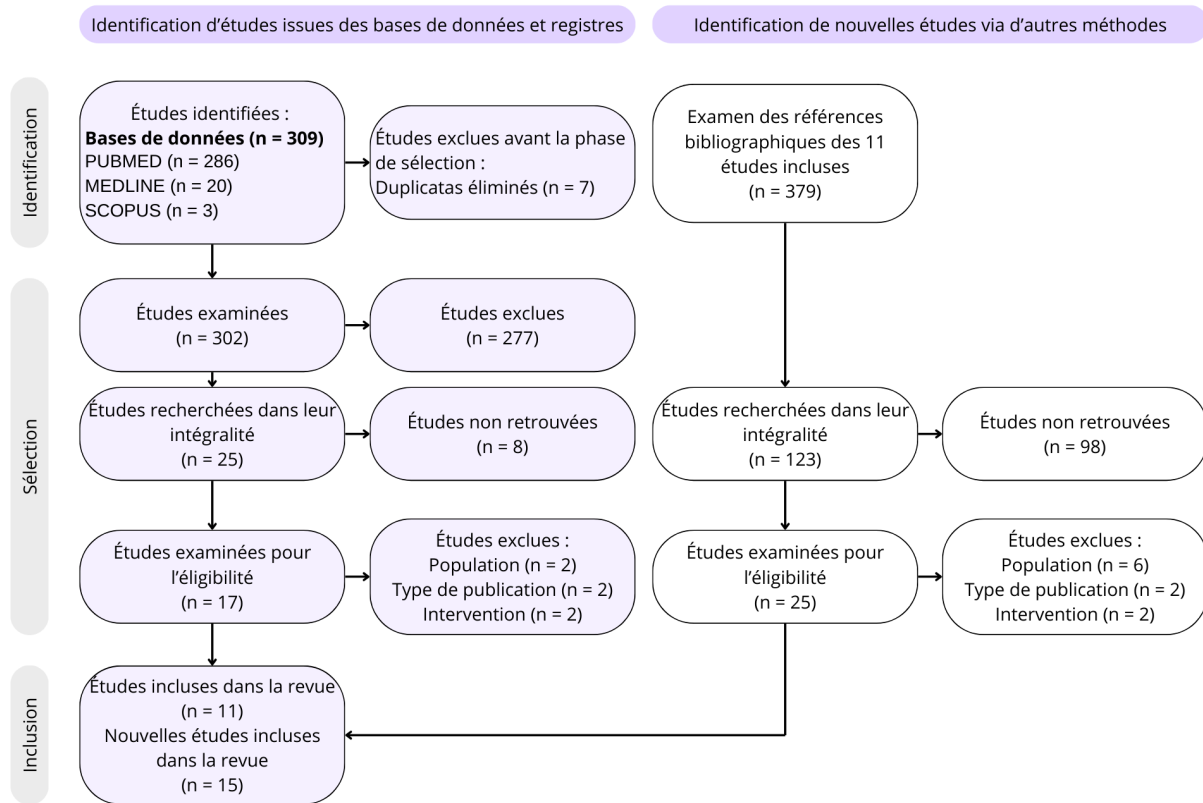 Identification d'études issues des bases de données et registres
Identification de nouvelles études via d'autres méthodes
Identification
Études identifiées :
Bases de données (n = 309)
PUBMED (n = 286)
MEDLINE (n = 20)
SCOPUS (n = 3)
Études exclues avant la phase
de sélection :
Duplicatas éliminés (n = 7)
Examen des références
bibliographiques des 11
études incluses
(n = 379)
Sélection
Études examinées
(n = 302)
Études exclues
(n = 277)
Études recherchées dans leur
intégralité
(n = 25)
Études non retrouvées
(n = 8)
Études recherchées dans leur
intégralité
(n = 123)
Études non retrouvées
(n = 98)
Études examinées pour
l'éligibilité
(n = 17)
Études exclues :
Population (n = 2)
Type de publication (n = 2)
Intervention (n = 2)
Études examinées pour
l'éligibilité
(n = 25)
Études exclues :
Population (n = 6)
Type de publication (n = 2)
Intervention (n = 2)
Inclusion
Études incluses dans la revue
(n = 11)
Nouvelles études incluses
dans la revue
(n = 15)